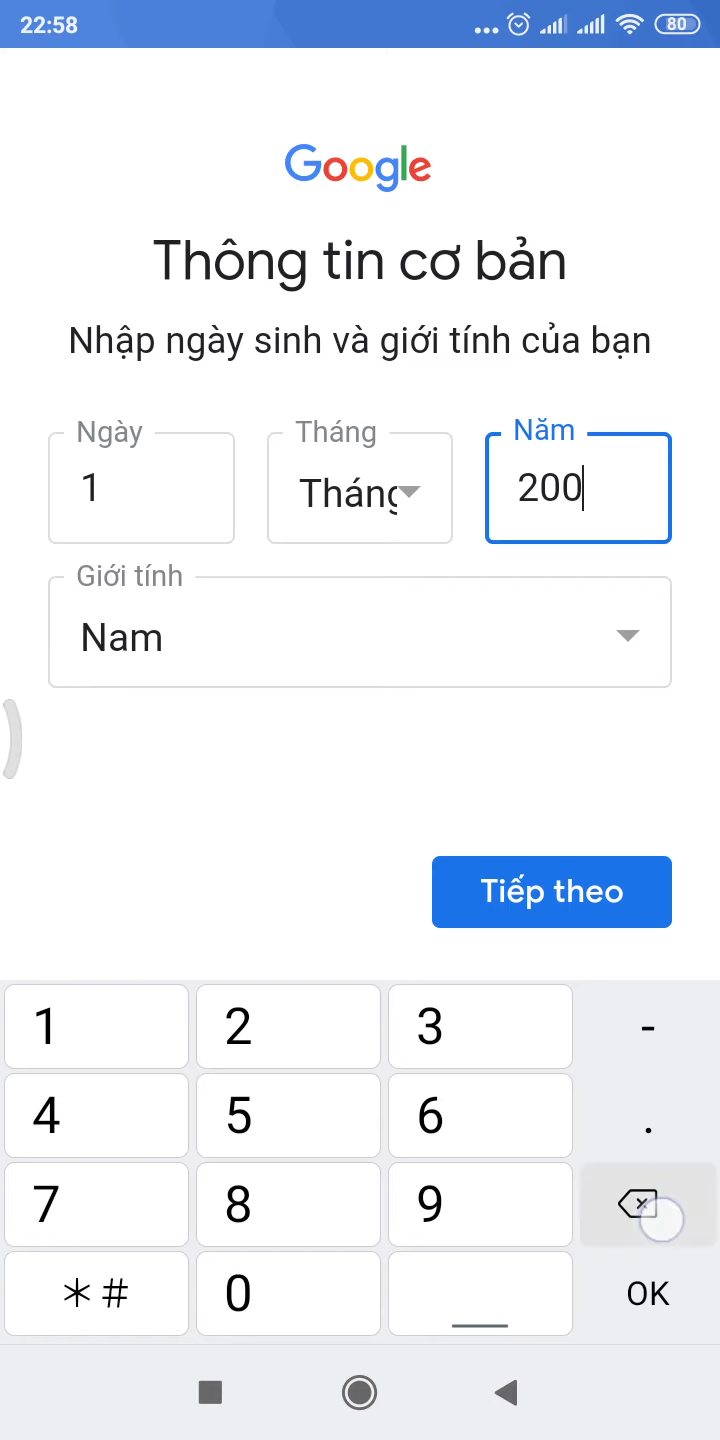 22:58
80
Google
Thông tin cơ bản
Nhập ngày sinh và giới tính của bạn
Ngày
Tháng
Năm
1
Tháng
200
Giới tính
Nam
Tiếp theo
1 2 3 -
4 5 6 .
7 8 9
*# 0 OK